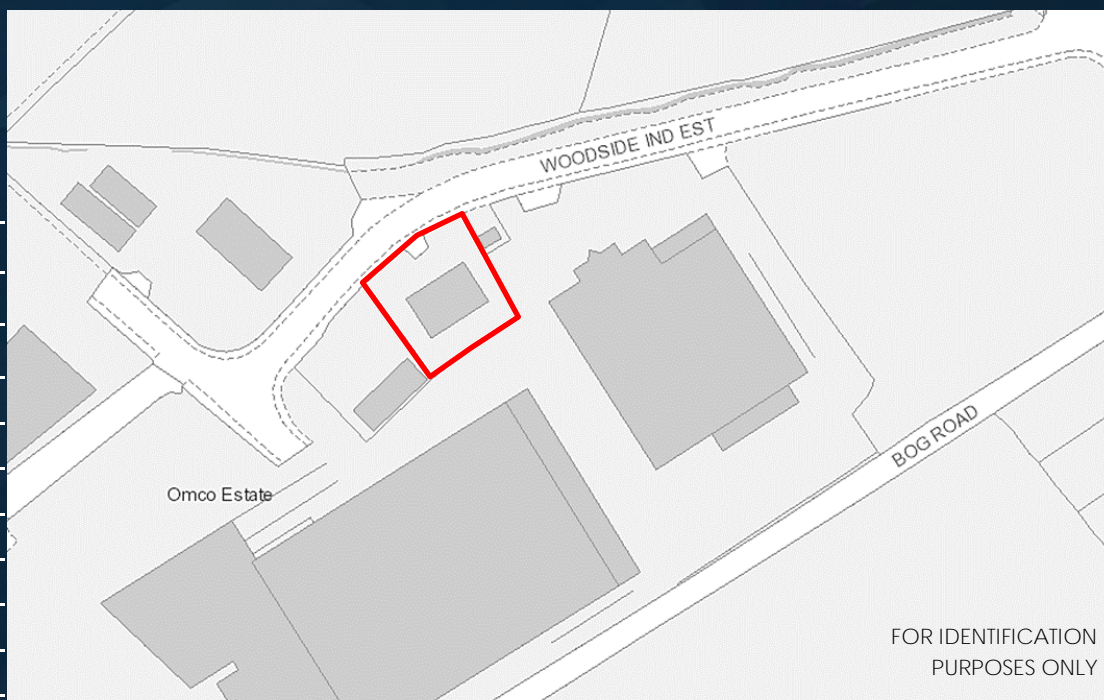 WOODSIDE IND EST
BOG ROAD
Omco Estate
FOR IDENTIFICATION
PURPOSES ONLY